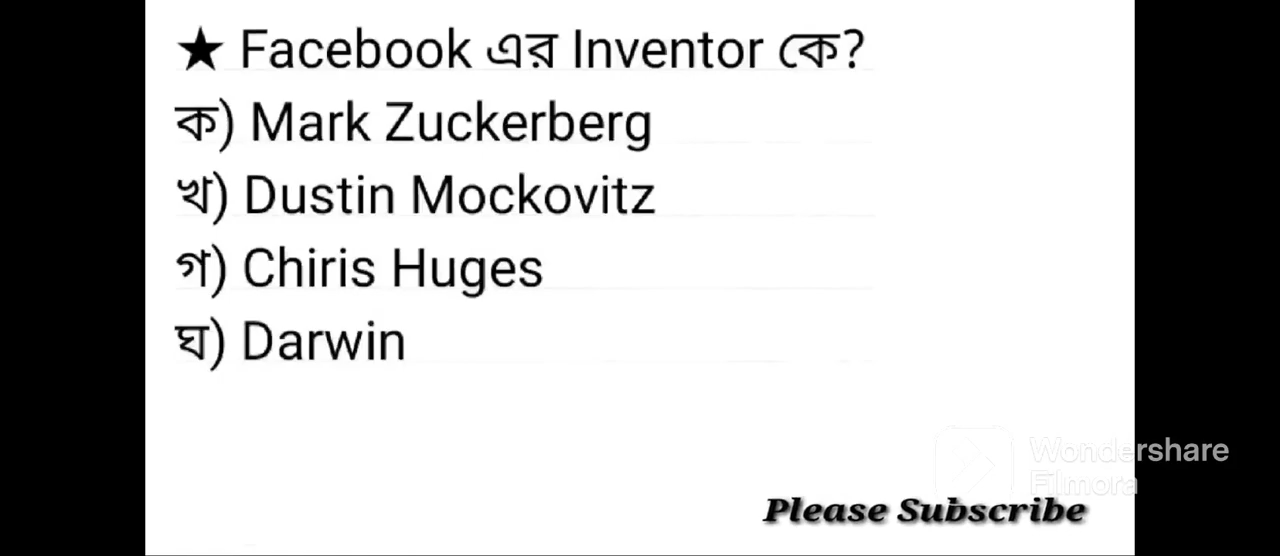 ★ Facebook এর Inventor কে?
ক) Mark Zuckerberg
খ) Dustin Mockovitz
গ) Chiris Huges
ঘ) Darwin
Wondershare
Filmora
Please Subscribe